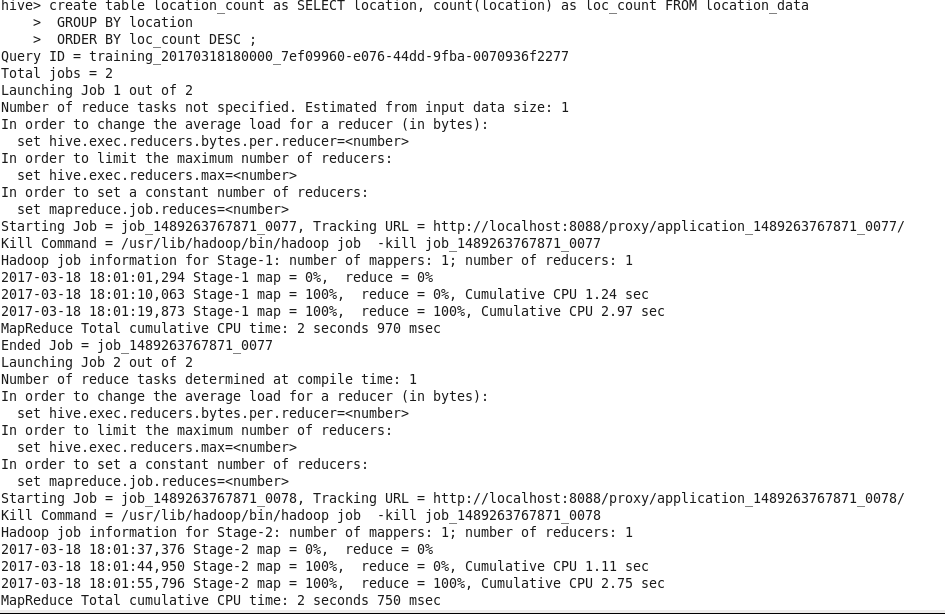 hive> create table location_count as SELECT location, count(location) as loc_count FROM location_data
    >  GROUP BY location
    >  ORDER BY loc_count DESC ;
Query ID = training_20170318180000_7ef09960-e076-44dd-9fba-0070936f2277
Total jobs = 2
Launching Job 1 out of 2
Number of reduce tasks not specified. Estimated from input data size: 1
In order to change the average load for a reducer (in bytes):
  set hive.exec.reducers.bytes.per.reducer=<number>
In order to limit the maximum number of reducers:
  set hive.exec.reducers.max=<number>
In order to set a constant number of reducers:
  set mapreduce.job.reduces=<number>
Starting Job = job_1489263767871_0077, Tracking URL = http://localhost:8088/proxy/application_1489263767871_0077/
Kill Command = /usr/lib/hadoop/bin/hadoop job  -kill job_1489263767871_0077
Hadoop job information for Stage-1: number of mappers: 1; number of reducers: 1
2017-03-18 18:01:01,294 Stage-1 map = 0%,  reduce = 0%
2017-03-18 18:01:10,063 Stage-1 map = 100%,  reduce = 0%, Cumulative CPU 1.24 sec
2017-03-18 18:01:19,873 Stage-1 map = 100%,  reduce = 100%, Cumulative CPU 2.97 sec
MapReduce Total cumulative CPU time: 2 seconds 970 msec
Ended Job = job_1489263767871_0077
Launching Job 2 out of 2
Number of reduce tasks determined at compile time: 1
In order to change the average load for a reducer (in bytes):
  set hive.exec.reducers.bytes.per.reducer=<number>
In order to limit the maximum number of reducers:
  set hive.exec.reducers.max=<number>
In order to set a constant number of reducers:
  set mapreduce.job.reduces=<number>
Starting Job = job_1489263767871_0078, Tracking URL = http://localhost:8088/proxy/application_1489263767871_0078/
Kill Command = /usr/lib/hadoop/bin/hadoop job  -kill job_1489263767871_0078
Hadoop job information for Stage-2: number of mappers: 1; number of reducers: 1
2017-03-18 18:01:37,376 Stage-2 map = 0%,  reduce = 0%
2017-03-18 18:01:44,950 Stage-2 map = 100%,  reduce = 0%, Cumulative CPU 1.11 sec
2017-03-18 18:01:55,796 Stage-2 map = 100%,  reduce = 100%, Cumulative CPU 2.75 sec
MapReduce Total cumulative CPU time: 2 seconds 750 msec